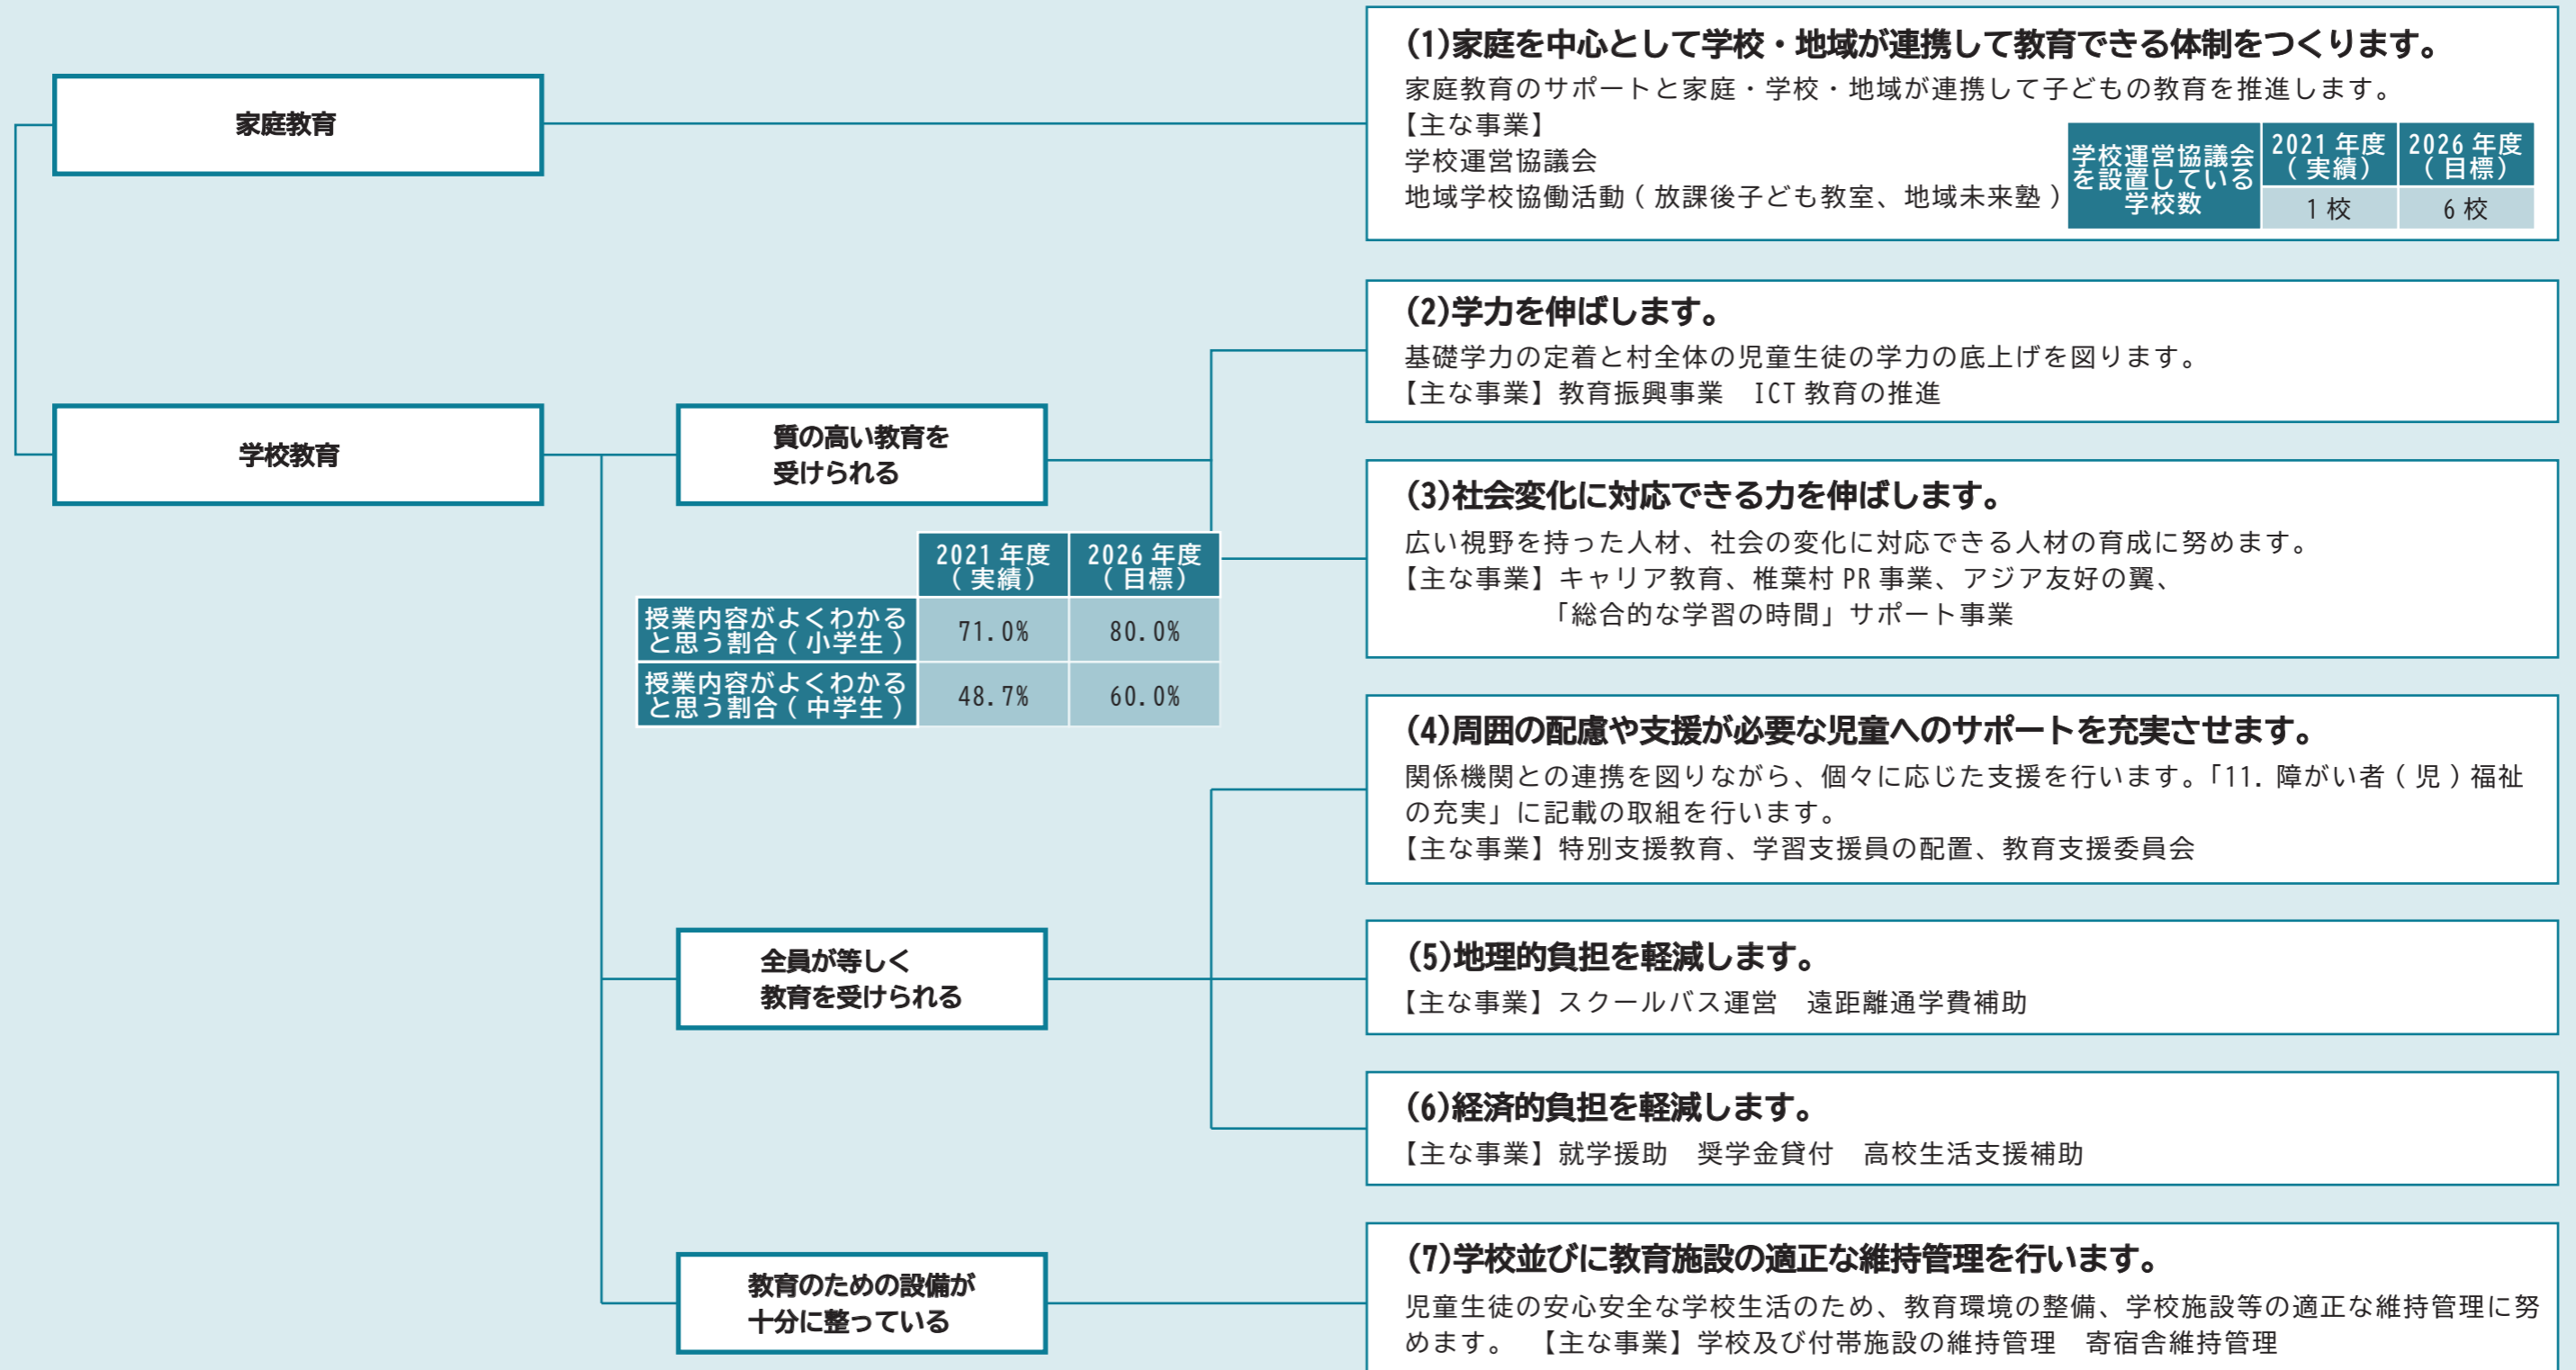 家庭教育
(1)家庭を中心として学校・地域が連携して教育できる体制をつくります。
家庭教育のサポートと家庭・学校・地域が連携して子どもの教育を推進します。
【主な事業】
学校運営協議会
地域学校協働活動(放課後子ども教室、地域未来塾)
学校運営協議会
を設置している
学校数
2021年度
(実績)
2026年度
(目標)
1校
6校
学校教育
質の高い教育を
受けられる
2021年度
(実績)
2026年度
(目標)
授業内容がよくわかる
と思う割合(小学生)
71.0%
80.0%
授業内容がよくわかる
と思う割合(中学生)
48.7%
60.0%
(2)学力を伸ばします。
基礎学力の定着と村全体の児童生徒の学力の底上げを図ります。
【主な事業】教育振興事業　ICT教育の推進
(3)社会変化に対応できる力を伸ばします。
広い視野を持った人材、社会の変化に対応できる人材の育成に努めます。
【主な事業】キャリア教育、椎葉村PR事業、アジア友好の翼、
「総合的な学習の時間」サポート事業
全員が等しく
教育を受けられる
(4)周囲の配慮や支援が必要な児童へのサポートを充実させます。
関係機関との連携を図りながら、個々に応じた支援を行います。「11.障がい者(児)福祉
の充実」に記載の取組を行います。
【主な事業】特別支援教育、学習支援員の配置、教育支援委員会
(5)地理的負担を軽減します。
【主な事業】スクールバス運営　遠距離通学費補助
(6)経済的負担を軽減します。
【主な事業】就学援助　奨学金貸付　高校生活支援補助
教育のための設備が
十分に整っている
(7)学校並びに教育施設の適正な維持管理を行います。
児童生徒の安心安全な学校生活のため、教育環境の整備、学校施設等の適正な維持管理に努
めます。　【主な事業】学校及び付帯施設の維持管理　寄宿舎維持管理